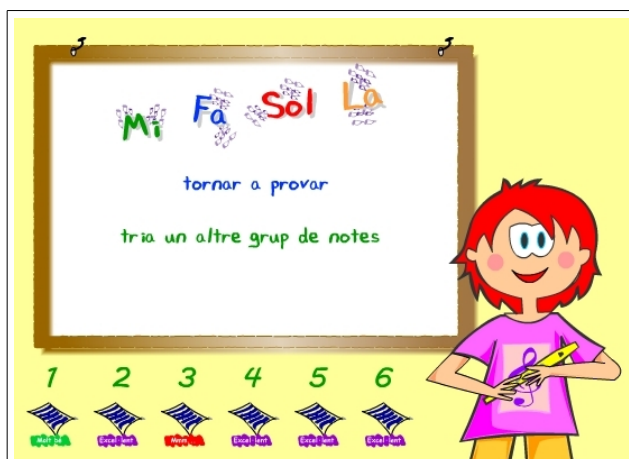 Mi Fa Sol La
tornar a provar
tria un altre grup de notes
1 2 3 4 5 6
Molt bé Excel·lent Mmm Excel·lent Excel·lent Excel·lent